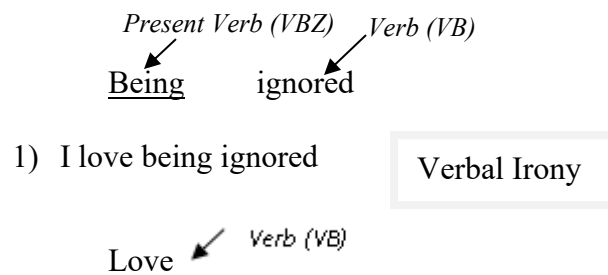 Present Verb (VBZ) Verb (VB)
Being ignored
1) I love being ignored Verbal Irony
Verb (VB)
Love